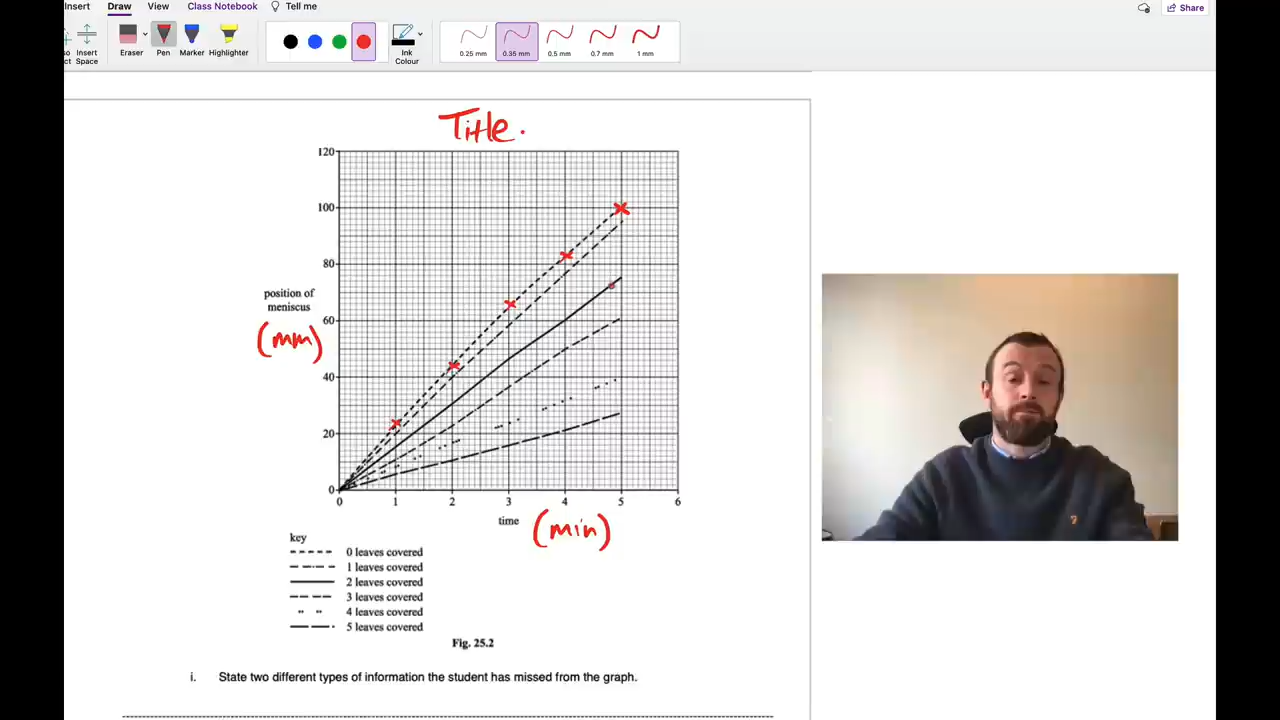 Insert Draw View Class Notebook Tell me Share
Insert Space Eraser Pen Marker Highlighter Ink Colour 0.25 mm 0.35 mm 0.5 mm 0.7 mm 1 mm
Title.
120
100
80
position of
meniscus
(mm)
60
40
20
0
0 1 2 3 4 5 6
time (min)
key
0 leaves covered
1 leaves covered
2 leaves covered
3 leaves covered
4 leaves covered
5 leaves covered
Fig. 25.2
i. State two different types of information the student has missed from the graph.